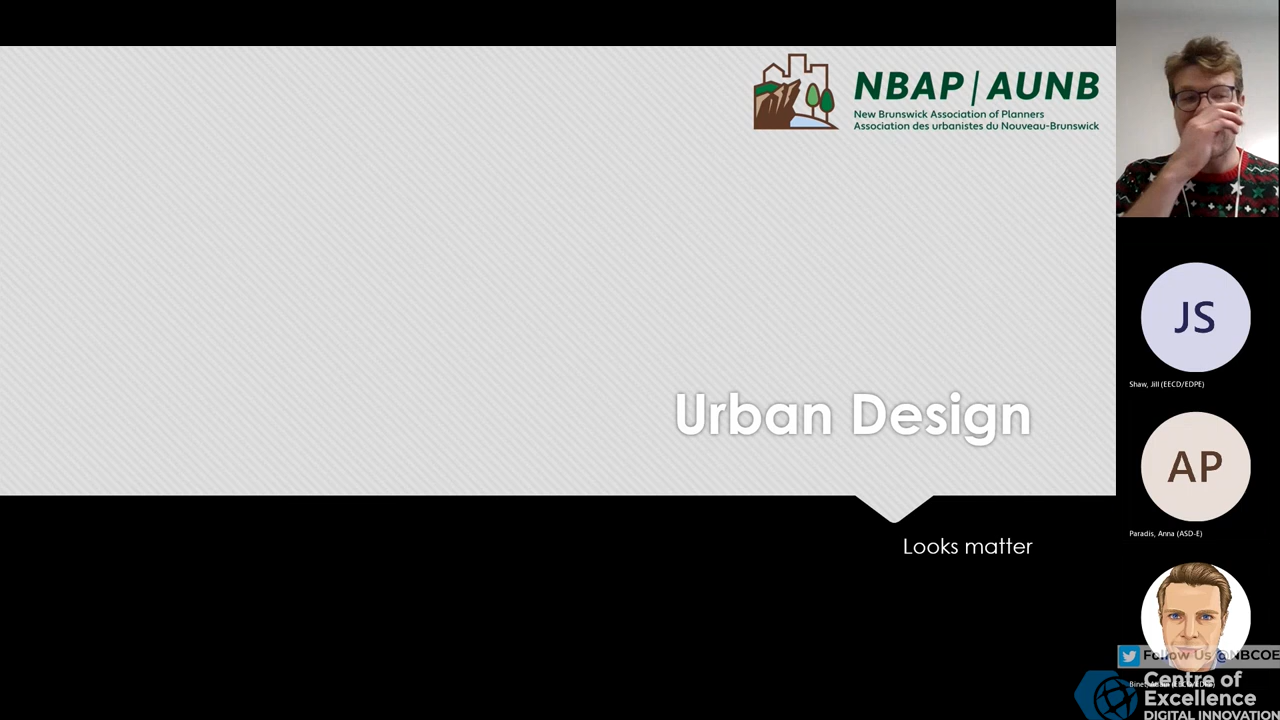 NBAP | AUNB
New Brunswick Association of Planners
Association des urbanistes du Nouveau-Brunswick
Urban Design
Looks matter
JS
Shaw, Jill (EECD/EDPE)
AP
Paradis, Anna (ASD-E)
Follow Us @NBCOE
Centre of
Excellence
DIGITAL INNOVATION